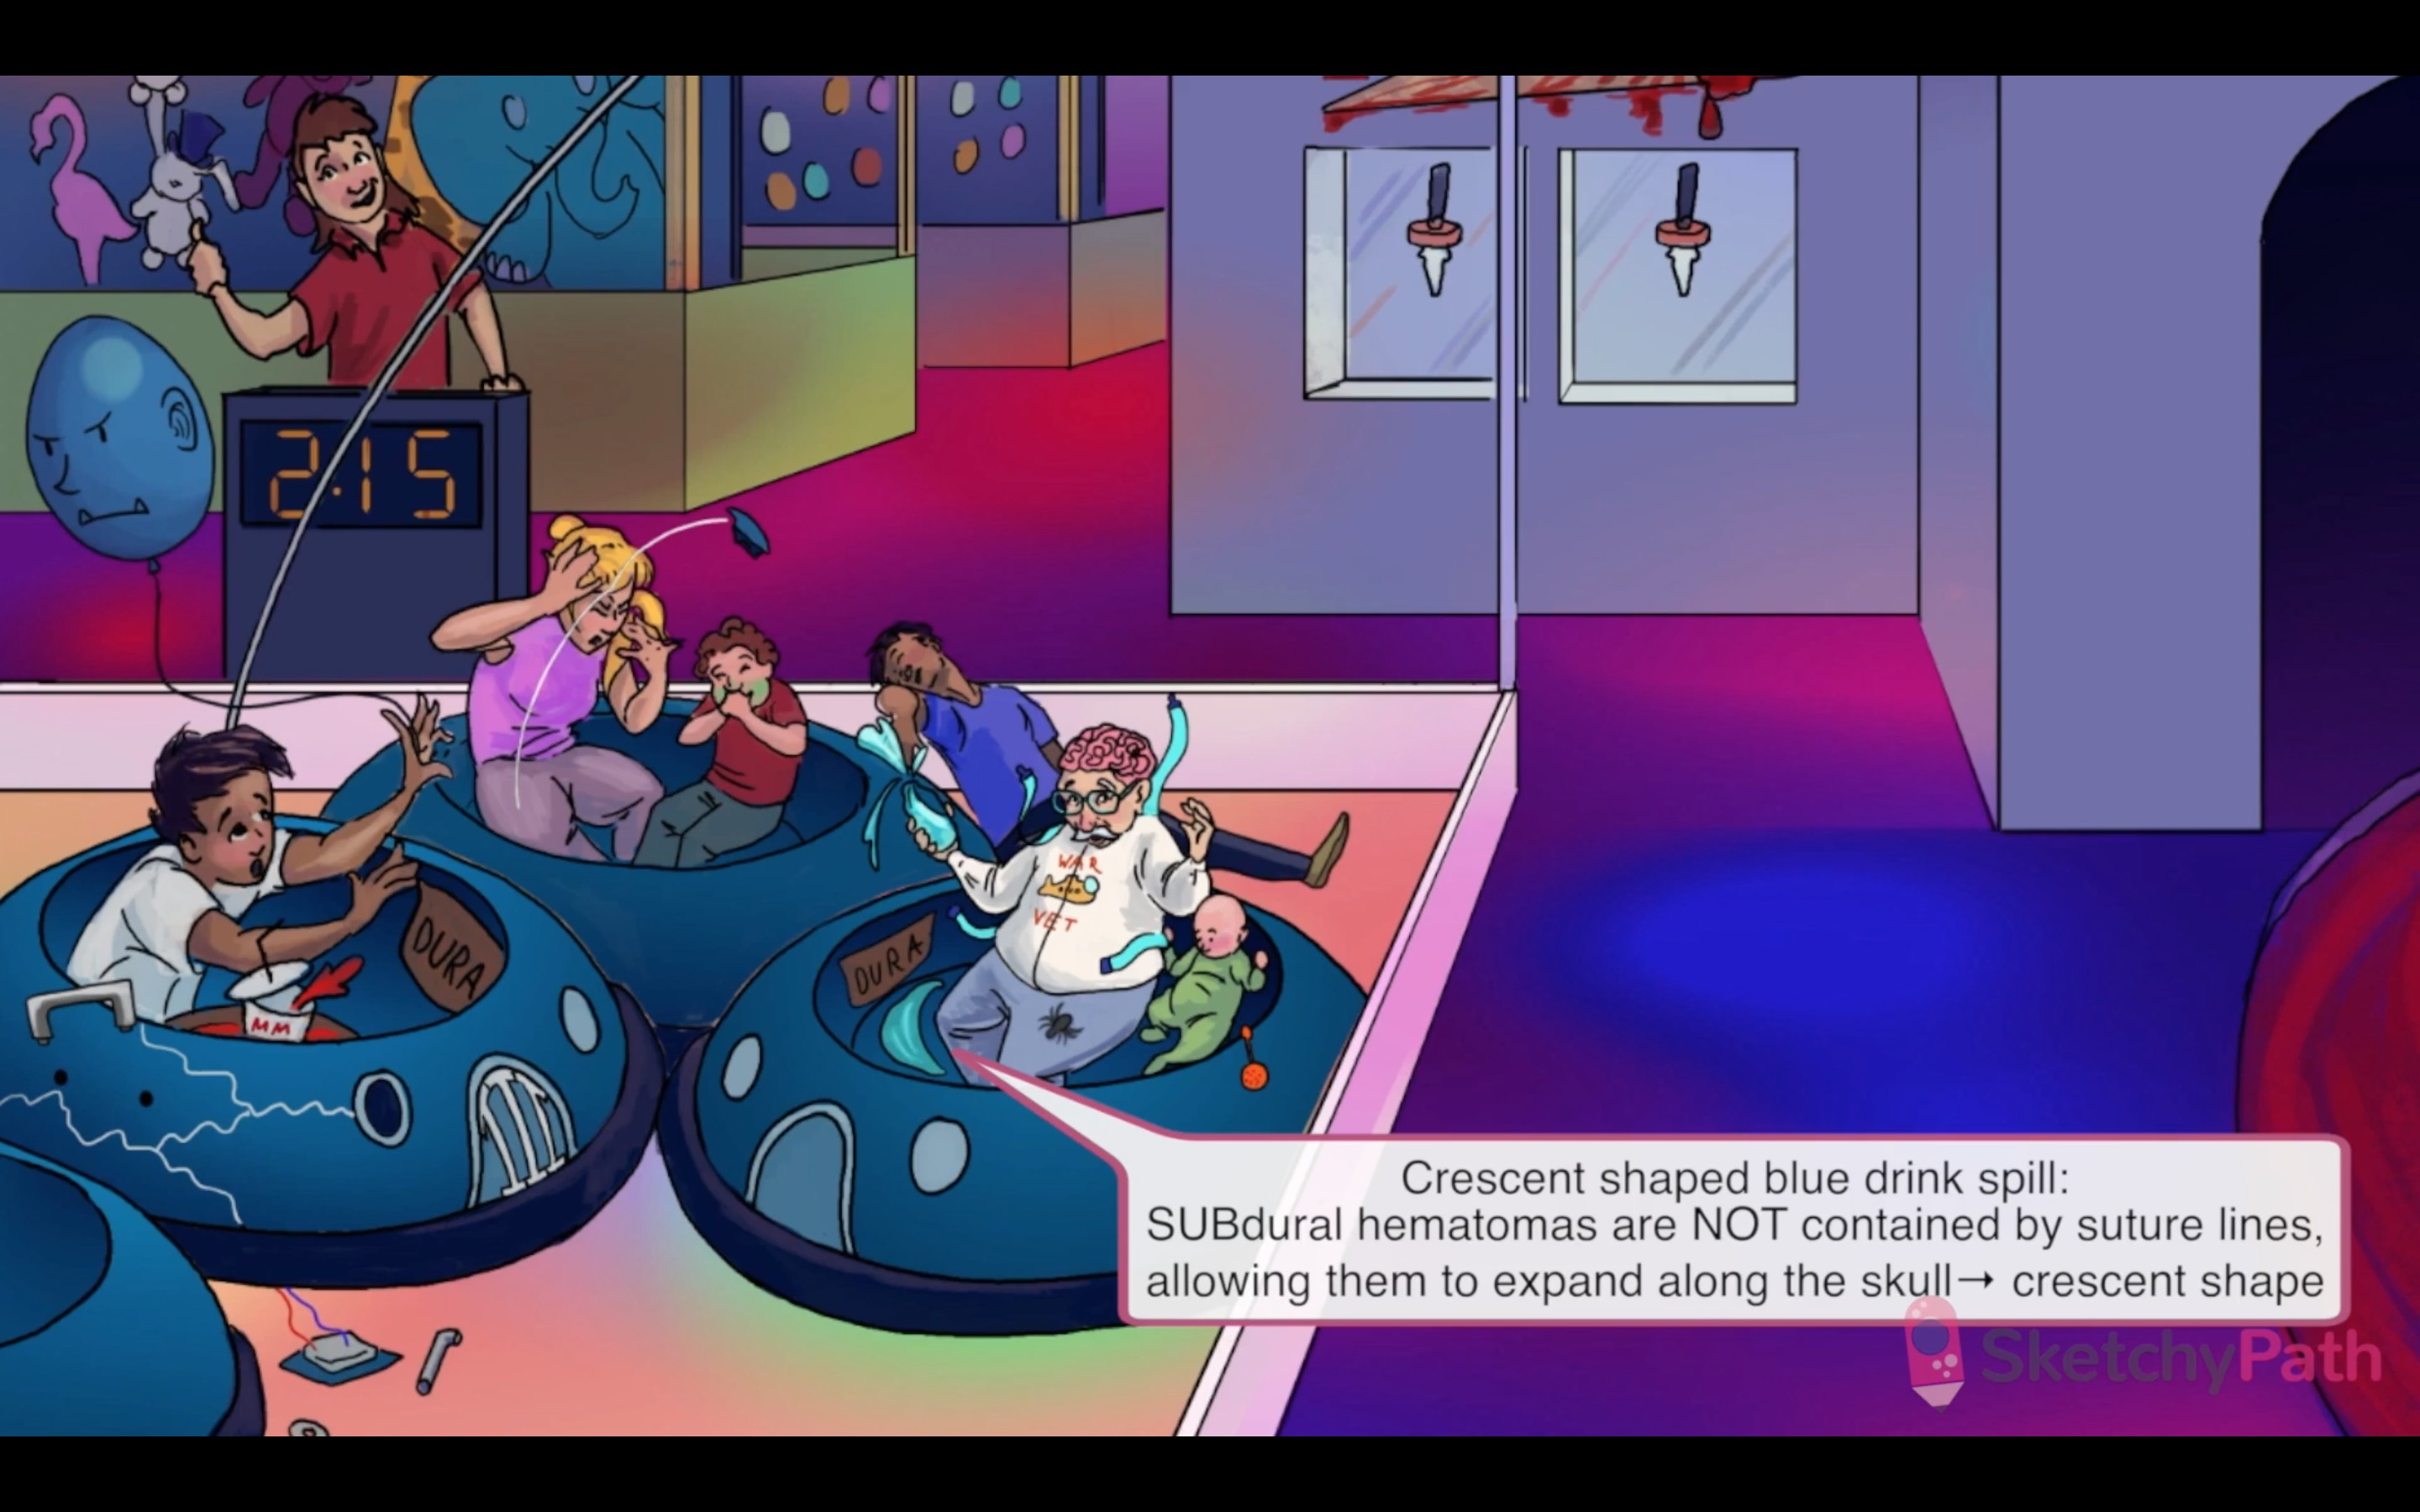 2:15
DURA
MM
DURA
WAR
VET
Crescent shaped blue drink spill:
SUBdural hematomas are NOT contained by suture lines,
allowing them to expand along the skull→ crescent shape
SketchyPath